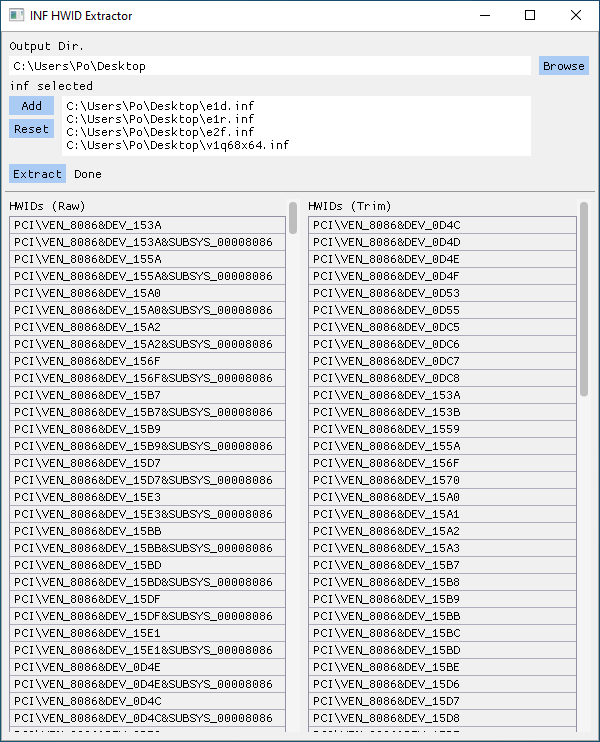 INF HWID Extractor
Output Dir.
C:\Users\Po\Desktop
Browse
inf selected
Add
Reset
C:\Users\Po\Desktop\e1d.inf
C:\Users\Po\Desktop\e1r.inf
C:\Users\Po\Desktop\e2f.inf
C:\Users\Po\Desktop\v1q68x64.inf
Extract
Done
HWIDs (Raw)
PCI\VEN_8086&DEV_153A
PCI\VEN_8086&DEV_153A&SUBSYS_00008086
PCI\VEN_8086&DEV_155A
PCI\VEN_8086&DEV_155A&SUBSYS_00008086
PCI\VEN_8086&DEV_15A0
PCI\VEN_8086&DEV_15A0&SUBSYS_00008086
PCI\VEN_8086&DEV_15A2
PCI\VEN_8086&DEV_15A2&SUBSYS_00008086
PCI\VEN_8086&DEV_156F
PCI\VEN_8086&DEV_156F&SUBSYS_00008086
PCI\VEN_8086&DEV_15B7
PCI\VEN_8086&DEV_15B7&SUBSYS_00008086
PCI\VEN_8086&DEV_15B9
PCI\VEN_8086&DEV_15B9&SUBSYS_00008086
PCI\VEN_8086&DEV_15D7
PCI\VEN_8086&DEV_15D7&SUBSYS_00008086
PCI\VEN_8086&DEV_15E3
PCI\VEN_8086&DEV_15E3&SUBSYS_00008086
PCI\VEN_8086&DEV_15BB
PCI\VEN_8086&DEV_15BB&SUBSYS_00008086
PCI\VEN_8086&DEV_15BD
PCI\VEN_8086&DEV_15BD&SUBSYS_00008086
PCI\VEN_8086&DEV_15DF
PCI\VEN_8086&DEV_15DF&SUBSYS_00008086
PCI\VEN_8086&DEV_15E1
PCI\VEN_8086&DEV_15E1&SUBSYS_00008086
PCI\VEN_8086&DEV_0D4E
PCI\VEN_8086&DEV_0D4E&SUBSYS_00008086
PCI\VEN_8086&DEV_0D4C
PCI\VEN_8086&DEV_0D4C&SUBSYS_00008086
HWIDs (Trim)
PCI\VEN_8086&DEV_0D4C
PCI\VEN_8086&DEV_0D4D
PCI\VEN_8086&DEV_0D4E
PCI\VEN_8086&DEV_0D4F
PCI\VEN_8086&DEV_0D53
PCI\VEN_8086&DEV_0D55
PCI\VEN_8086&DEV_0DC5
PCI\VEN_8086&DEV_0DC6
PCI\VEN_8086&DEV_0DC7
PCI\VEN_8086&DEV_0DC8
PCI\VEN_8086&DEV_153A
PCI\VEN_8086&DEV_153B
PCI\VEN_8086&DEV_1559
PCI\VEN_8086&DEV_155A
PCI\VEN_8086&DEV_156F
PCI\VEN_8086&DEV_1570
PCI\VEN_8086&DEV_15A0
PCI\VEN_8086&DEV_15A1
PCI\VEN_8086&DEV_15A2
PCI\VEN_8086&DEV_15A3
PCI\VEN_8086&DEV_15B7
PCI\VEN_8086&DEV_15B8
PCI\VEN_8086&DEV_15B9
PCI\VEN_8086&DEV_15BB
PCI\VEN_8086&DEV_15BC
PCI\VEN_8086&DEV_15BD
PCI\VEN_8086&DEV_15BE
PCI\VEN_8086&DEV_15D6
PCI\VEN_8086&DEV_15D7
PCI\VEN_8086&DEV_15D8